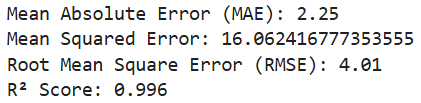 Mean Absolute Error (MAE): 2.25
Mean Squared Error: 16.062416777353555
Root Mean Square Error (RMSE): 4.01
R² Score: 0.996